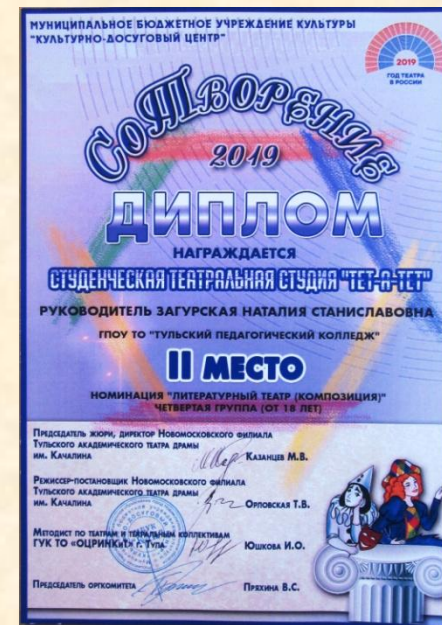 МУНИЦИПАЛЬНОЕ БЮДЖЕТНОЕ УЧРЕЖДЕНИЕ КУЛЬТУРЫ
"КУЛЬТУРНО-ДОСУГОВЫЙ ЦЕНТР"
2019
ГОД ТЕАТРА
В РОССИИ
СОТВОРЕНИЕ
2019
ДИПЛОМ
НАГРАЖДАЕТСЯ
СТУДЕНЧЕСКАЯ ТЕАТРАЛЬНАЯ СТУДИЯ "ТЕТ-А-ТЕТ"
РУКОВОДИТЕЛЬ ЗАГУРСКАЯ НАТАЛИЯ СТАНИСЛАВОВНА
ГПОУ ТО "ТУЛЬСКИЙ ПЕДАГОГИЧЕСКИЙ КОЛЛЕДЖ"
II МЕСТО
НОМИНАЦИЯ "ЛИТЕРАТУРНЫЙ ТЕАТР (КОМПОЗИЦИЯ)"
ЧЕТВЕРТАЯ ГРУППА (ОТ 18 ЛЕТ)
Председатель жюри, директор Новомосковского филиала
Тульского академического театра драмы
им. Качалина Казанцев М.В.
Режиссер-постановщик Новомосковского филиала
Тульского академического театра драмы
им. Качалина Орловская Т.В.
Методист по театрам и театральным коллективам
ГУК ТО «ОЦРИНКиТ» г. Тула Юшкова И.О.
Председатель оргкомитета Пряхина В.С.